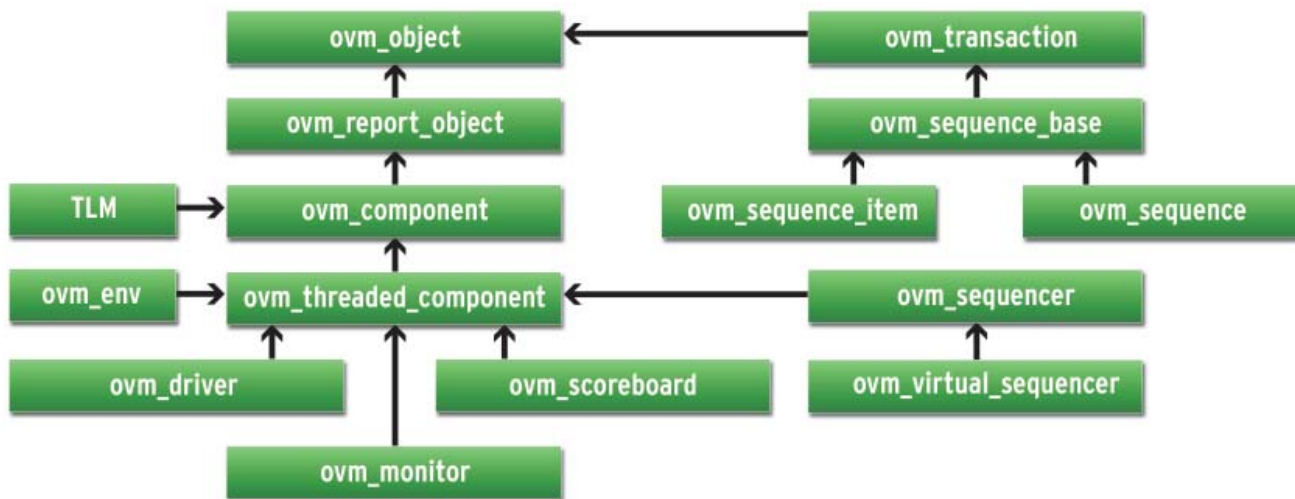 ovm_object
ovm_transaction
ovm_report_object
ovm_sequence_base
TLM
ovm_component
ovm_sequence_item
ovm_sequence
ovm_env
ovm_threaded_component
ovm_sequencer
ovm_driver
ovm_scoreboard
ovm_virtual_sequencer
ovm_monitor